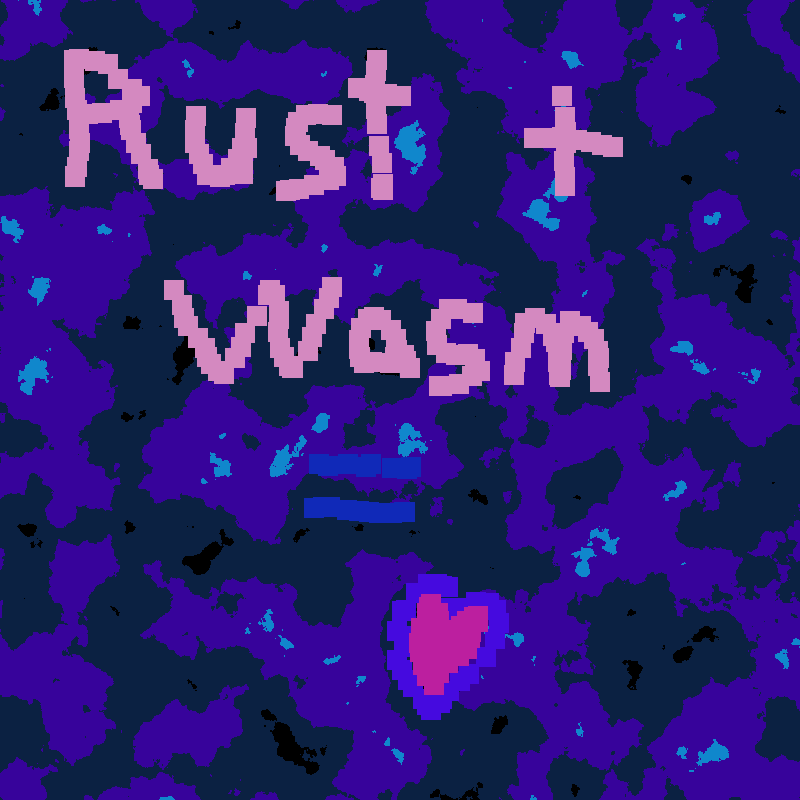 Rust +
Wasm
=